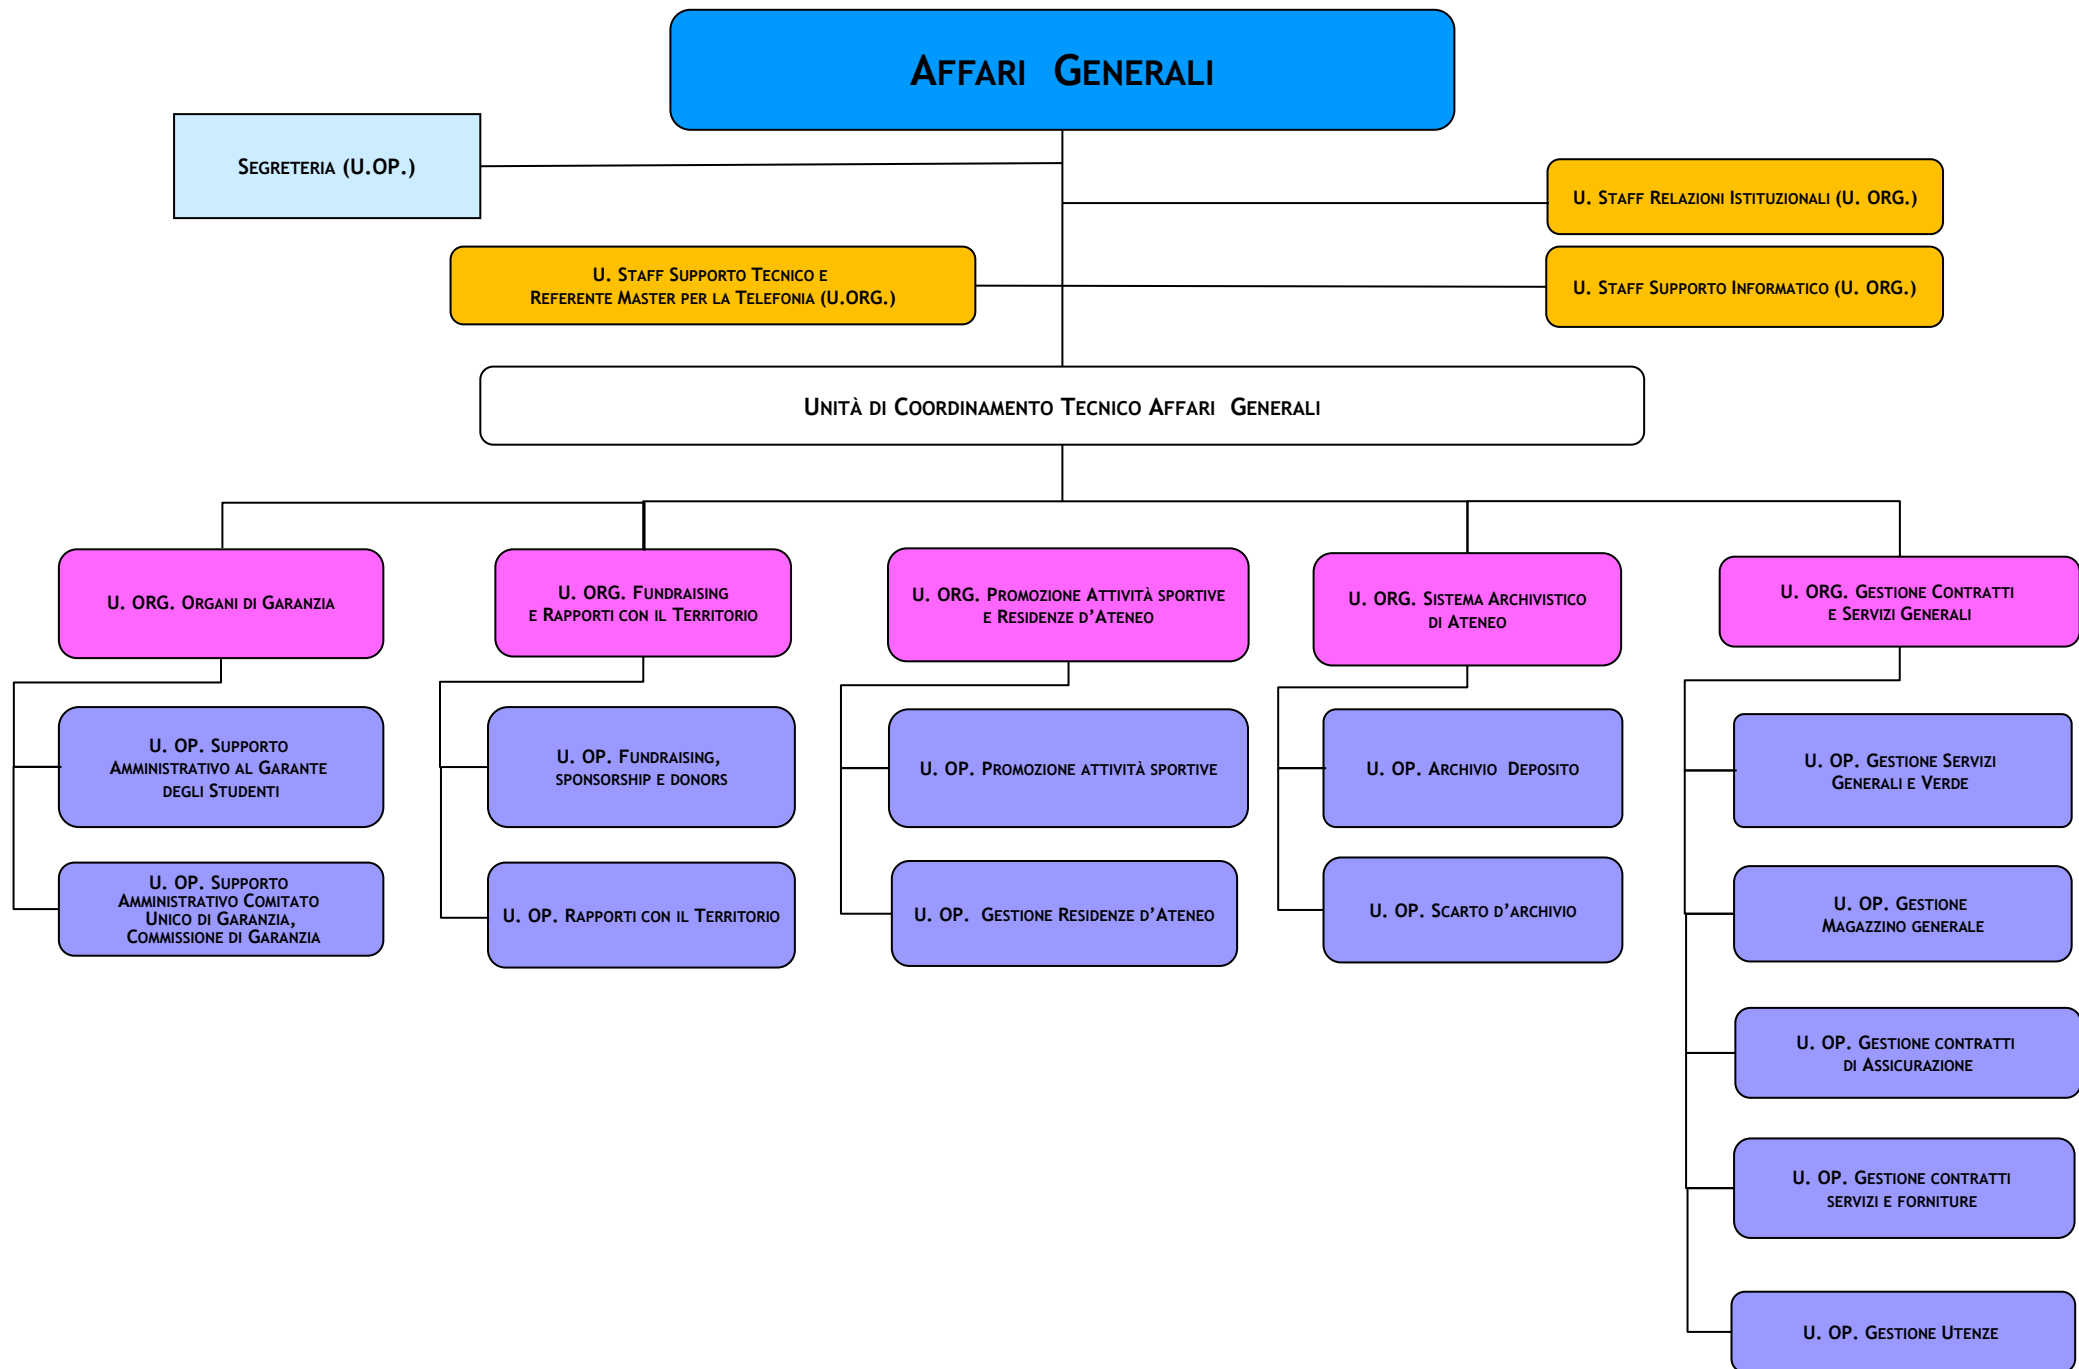 Affari Generali
Segreteria (U.OP.)
U. Staff Relazioni Istituzionali (U. ORG.)
U. Staff Supporto Tecnico e
Referente Master per la Telefonia (U.ORG.)
U. Staff Supporto Informatico (U. ORG.)
Unità di Coordinamento Tecnico Affari Generali
U. ORG. Organi di Garanzia
U. ORG. Fundraising
e Rapporti con il Territorio
U. ORG. Promozione Attività sportive
e Residenze d'Ateneo
U. ORG. Sistema Archivistico
di Ateneo
U. ORG. Gestione Contratti
e Servizi Generali
U. OP. Supporto
Amministrativo al Garante
degli Studenti
U. OP. Fundraising,
sponsorship e donors
U. OP. Promozione attività sportive
U. OP. Archivio Deposito
U. OP. Gestione Servizi
Generali e Verde
U. OP. Supporto
Amministrativo Comitato
Unico di Garanzia,
Commissione di Garanzia
U. OP. Rapporti con il Territorio
U. OP. Gestione Residenze d'Ateneo
U. OP. Scarto d'archivio
U. OP. Gestione
Magazzino generale
U. OP. Gestione contratti
di Assicurazione
U. OP. Gestione contratti
servizi e forniture
U. OP. Gestione Utenze